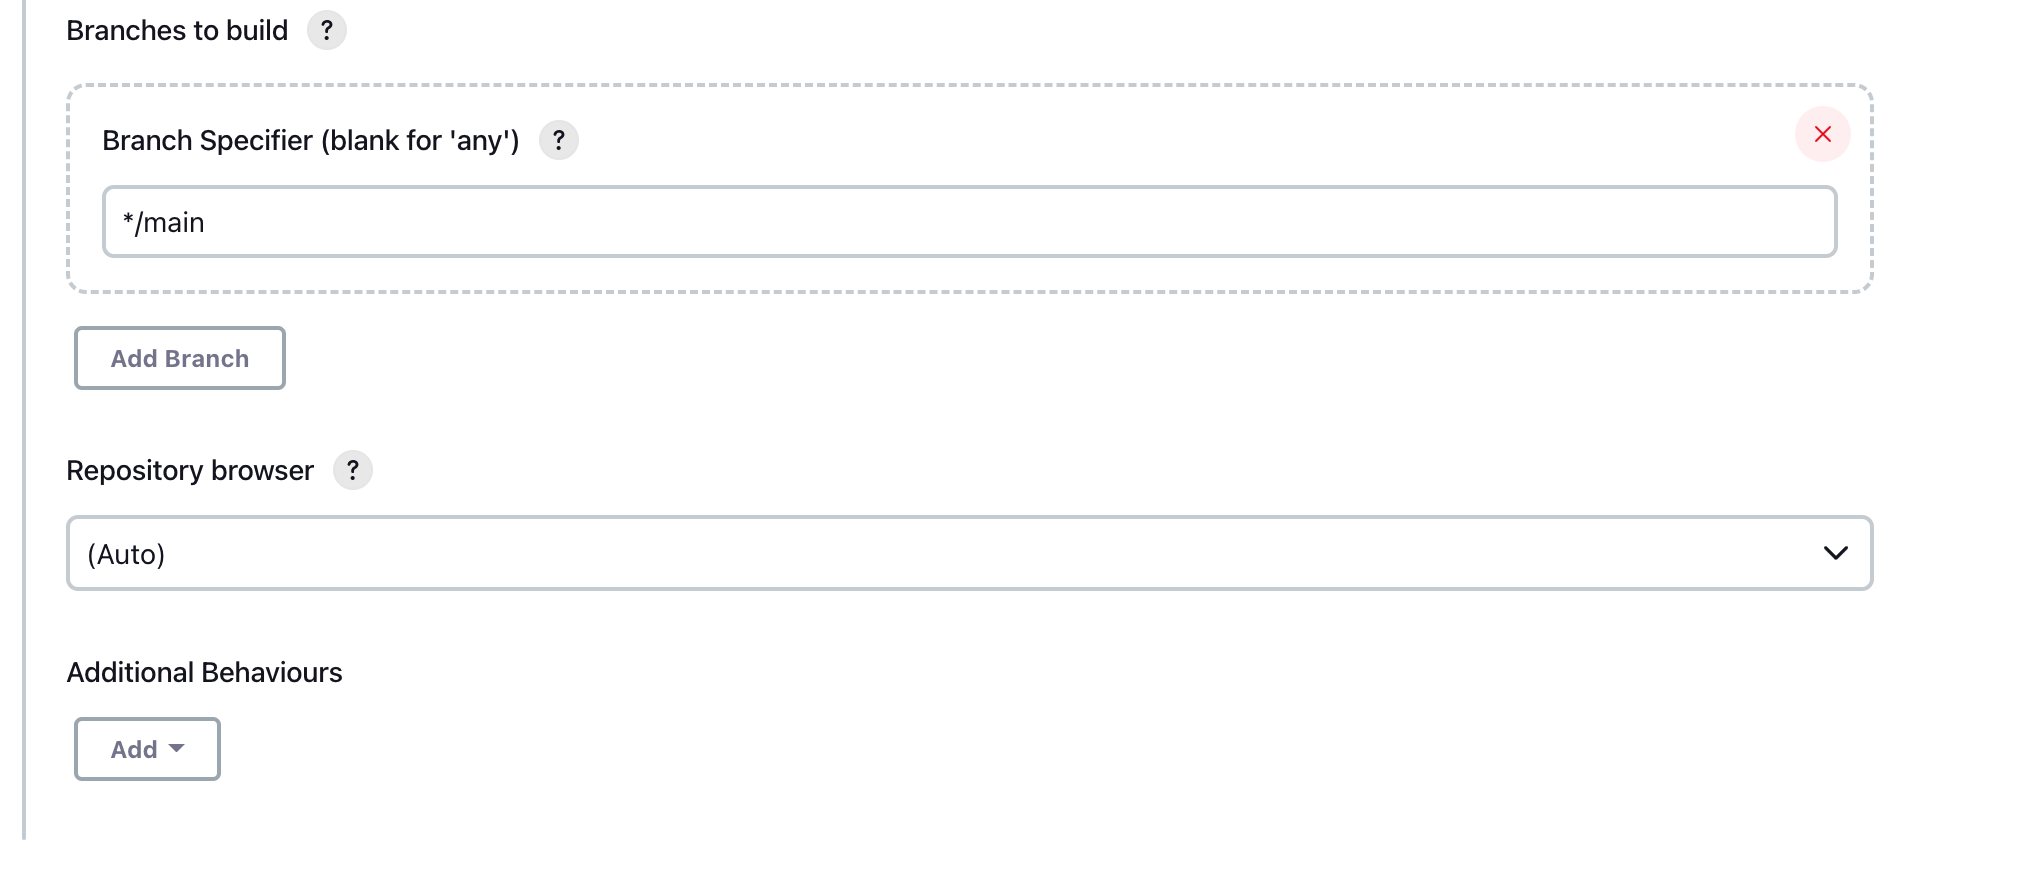 Branches to build ?
Branch Specifier (blank for 'any') ?
*/main
Add Branch
Repository browser ?
(Auto)
Additional Behaviours
Add